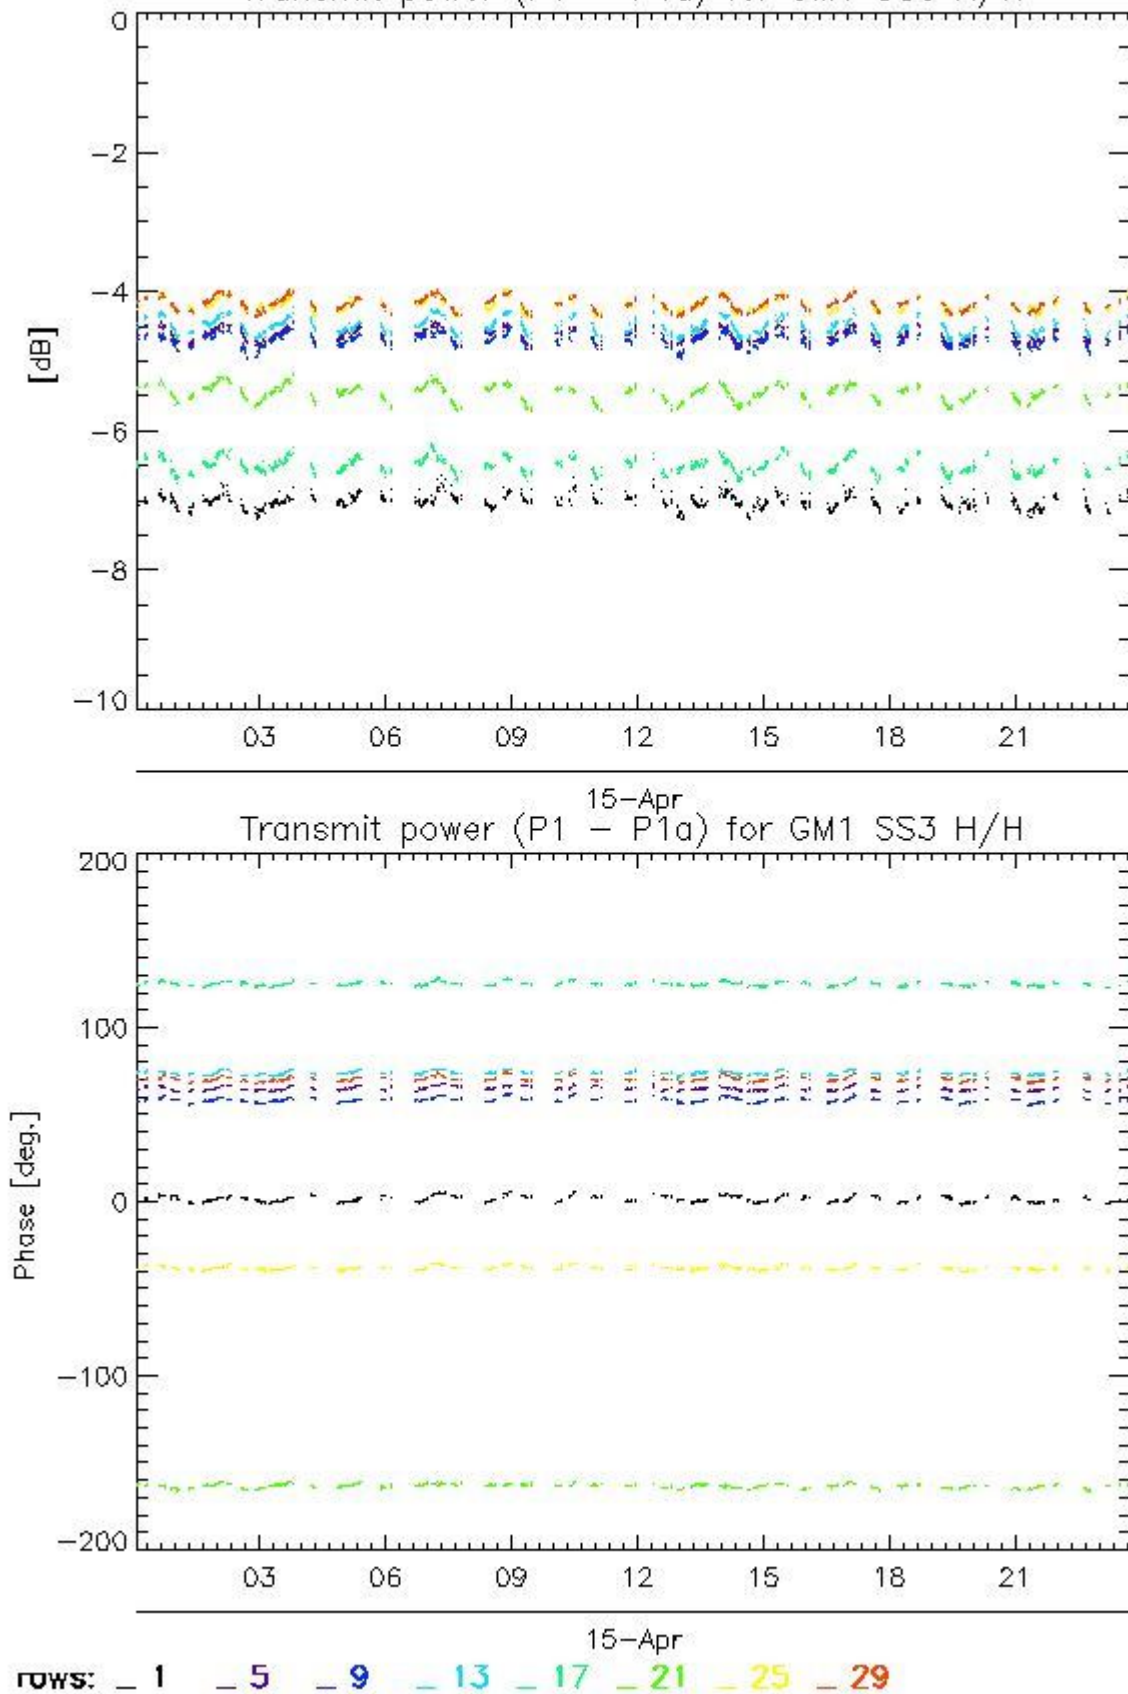 0
−2
−4
[dB]
−6
−8
−10
03 06 09 12 15 18 21
15−Apr
Transmit power (P1 − P1a) for GM1 SS3 H/H
200
100
Phase [deg.]
0
−100
−200
03 06 09 12 15 18 21
15−Apr
rows: _ 1 _ 5 _ 9 _ 13 _ 17 _ 21 _ 25 _ 29